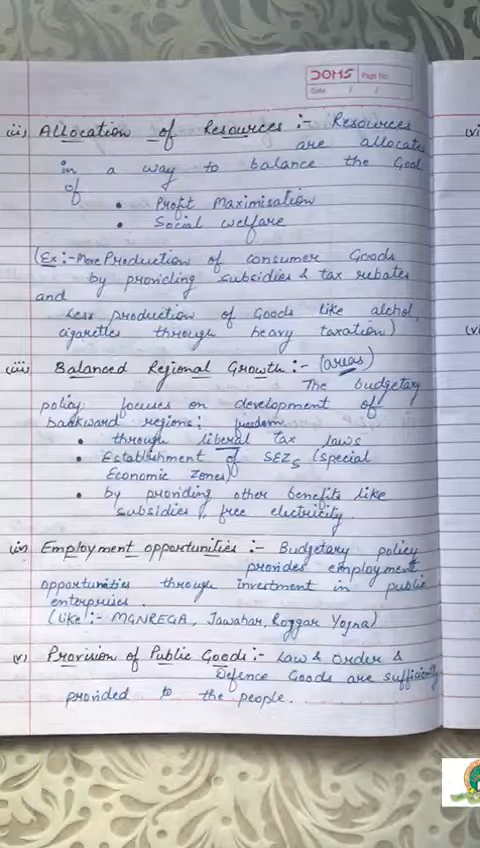 DOMS Page No.
Date / /
ii) Allocation of Resources :- Resources
are allocated
in a way to balance the Goal
of • Profit Maximisation
• Social welfare
(Ex:- More Production of consumer Goods
by providing subsidies & tax rebates
and
Less production of Goods like alchol,
cigarettes through heavy taxation)
iii) Balanced Regional Growth :- (areas)
The budgetary
policy focuses on development of
backward regions; freedom
• through liberal tax laws
• Establishment of SEZs (special
Economic Zones)
• by providing other benefits like
subsidies, free electricity.
(iv) Employment opportunities :- Budgetary policy
provides employment
opportunities through investment in public
enterprises.
(Like :- MGNREGA, Jawahar, Rozgar Yojna)
(v) Provision of Public Goods :- Law & Order &
Defence Goods are sufficiently
provided to the people.
(vi
(vi